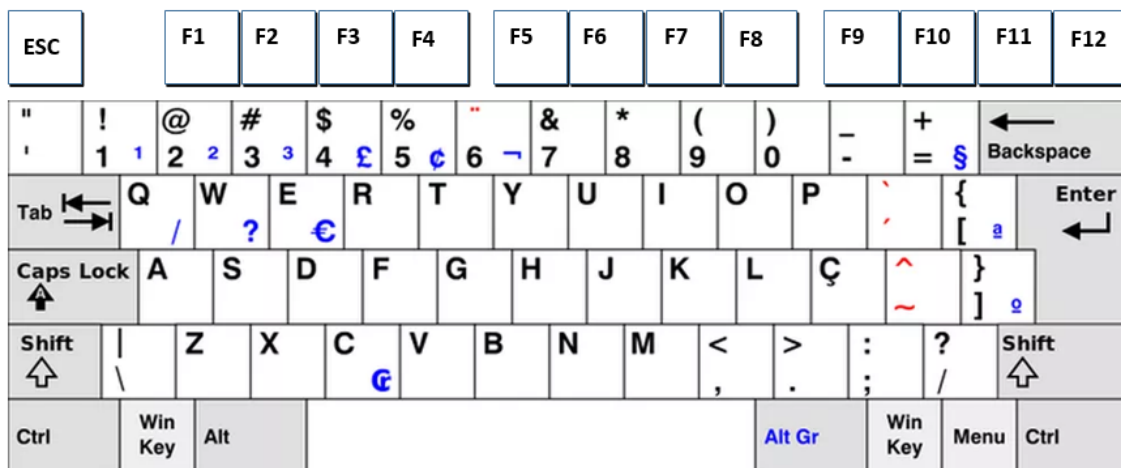 ESC F1 F2 F3 F4 F5 F6 F7 F8 F9 F10 F11 F12
" ! @ # $ % ¨ & * ( ) _ + Backspace
' 1 ¹ 2 ² 3 ³ 4 £ 5 ¢ 6 ¬ 7 8 9 0 - = §
Tab Q W E R T Y U I O P ` { Enter
/ ? € ´ [ ª
Caps Lock A S D F G H J K L Ç ^ }
A ~ ] º
Shift | Z X C V B N M < > : ? Shift
\ ₢ , . ; /
Ctrl Win Key Alt Alt Gr Win Key Menu Ctrl